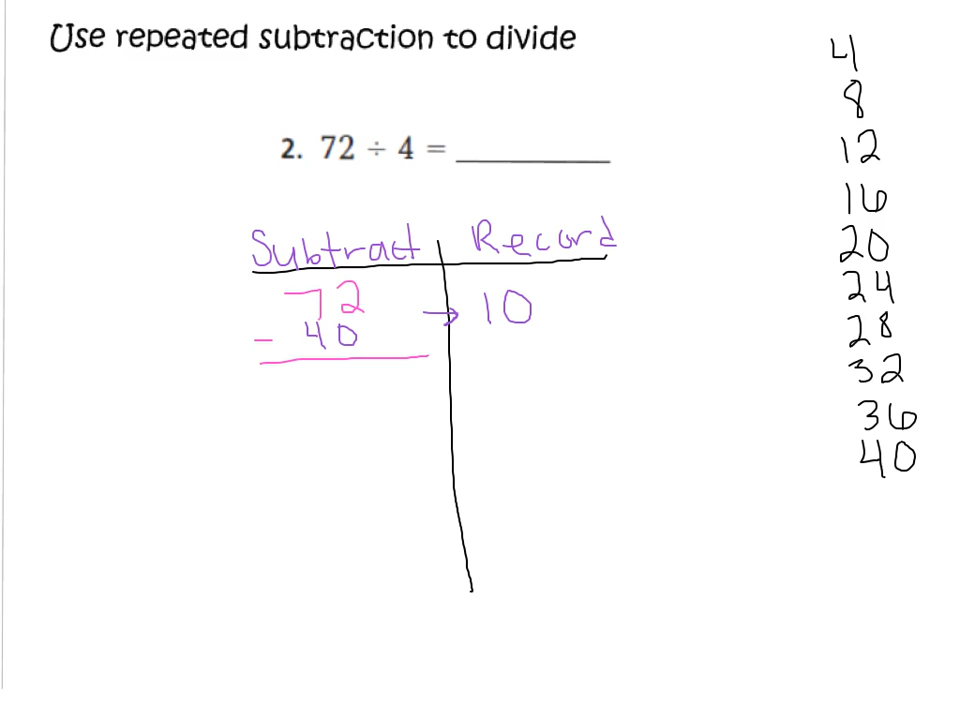 Use repeated subtraction to divide
2. 72 ÷ 4 = __________
Subtract Record
72 → 10
- 40
4
8
12
16
20
24
28
32
36
40